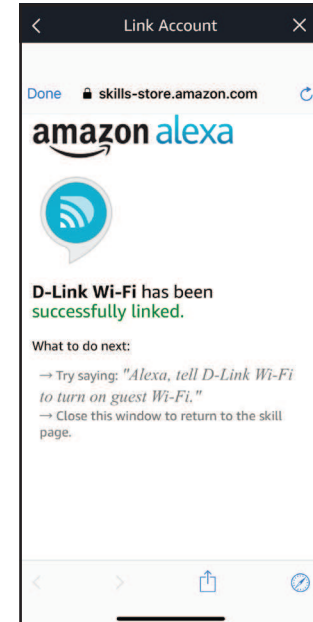 Link Account
Done skills-store.amazon.com
amazon alexa
D-Link Wi-Fi has been
successfully linked.
What to do next:
→ Try saying: "Alexa, tell D-Link Wi-Fi
to turn on guest Wi-Fi."
→ Close this window to return to the skill
page.